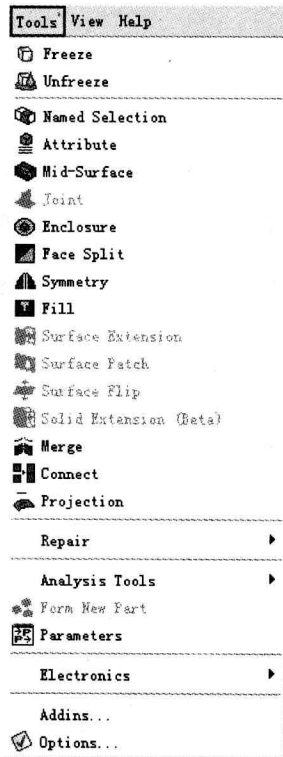 Tools View Help
Freeze
Unfreeze
Named Selection
Attribute
Mid-Surface
Joint
Enclosure
Face Split
Symmetry
Fill
Surface Extension
Surface Patch
Surface Flip
Solid Extension (Beta)
Merge
Connect
Projection
Repair
Analysis Tools
Form New Part
Parameters
Electronics
Addins...
Options...